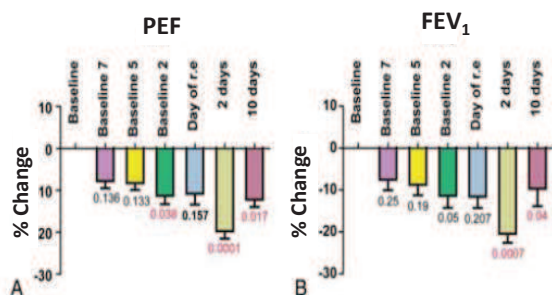 PEF
Baseline
Baseline 7
Baseline 5
Baseline 2
Day of r.e
2 days
10 days
% Change
10
0
10
20
-30
0.136
0.133
0.038
0.157
0.0001
0.017
A
FEV1
Baseline
Baseline 7
Baseline 5
Baseline 2
Day of r.e
2 days
10 days
% Change
10
0
-10
-20
-30
0.25
0.19
0.05
0.207
0.0007
0.04
B